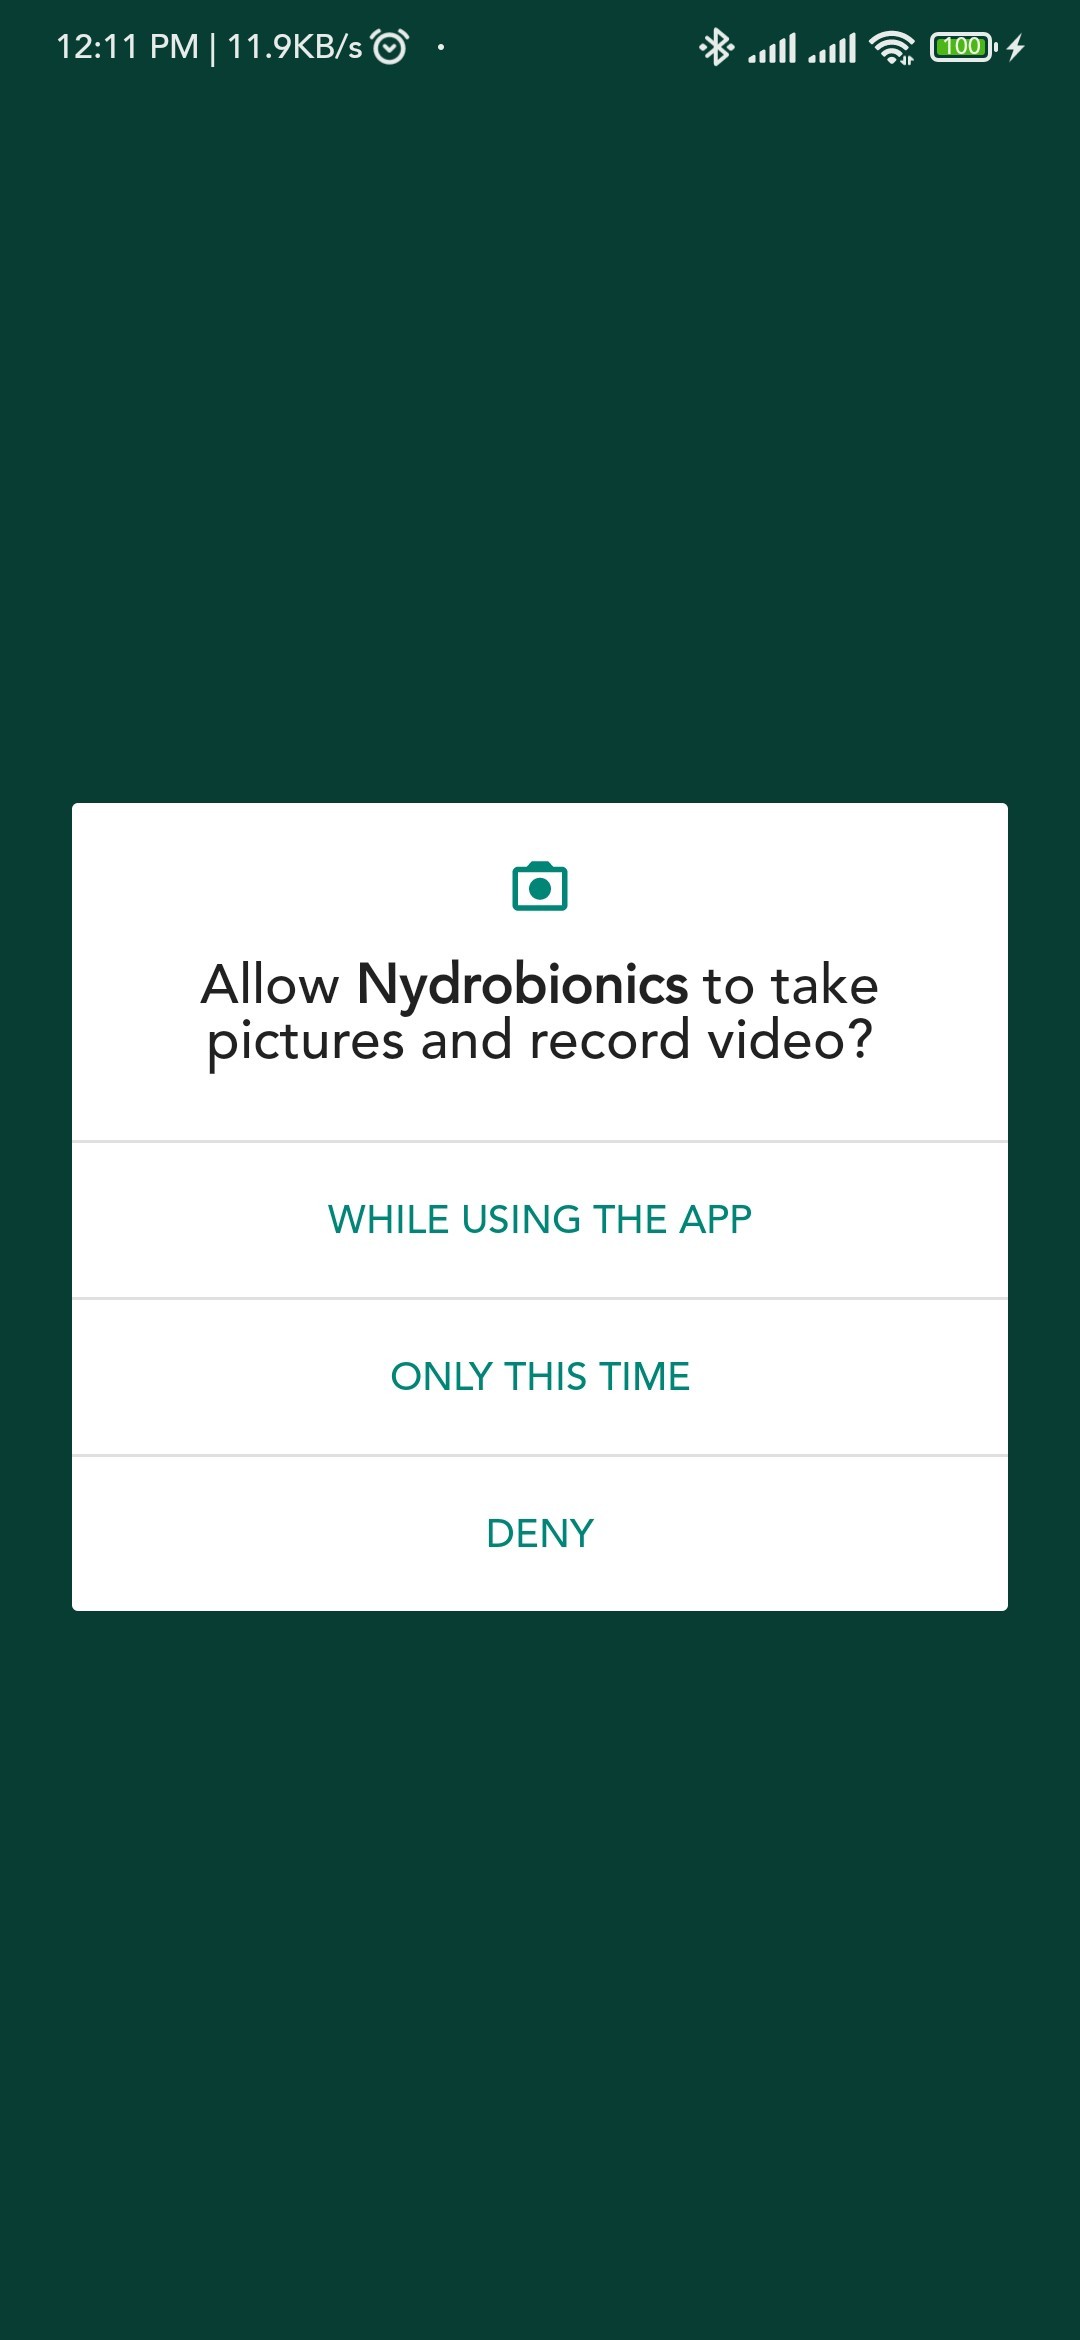 12:11 PM | 11.9KB/s
100
Allow Nydrobionics to take
pictures and record video?
WHILE USING THE APP
ONLY THIS TIME
DENY